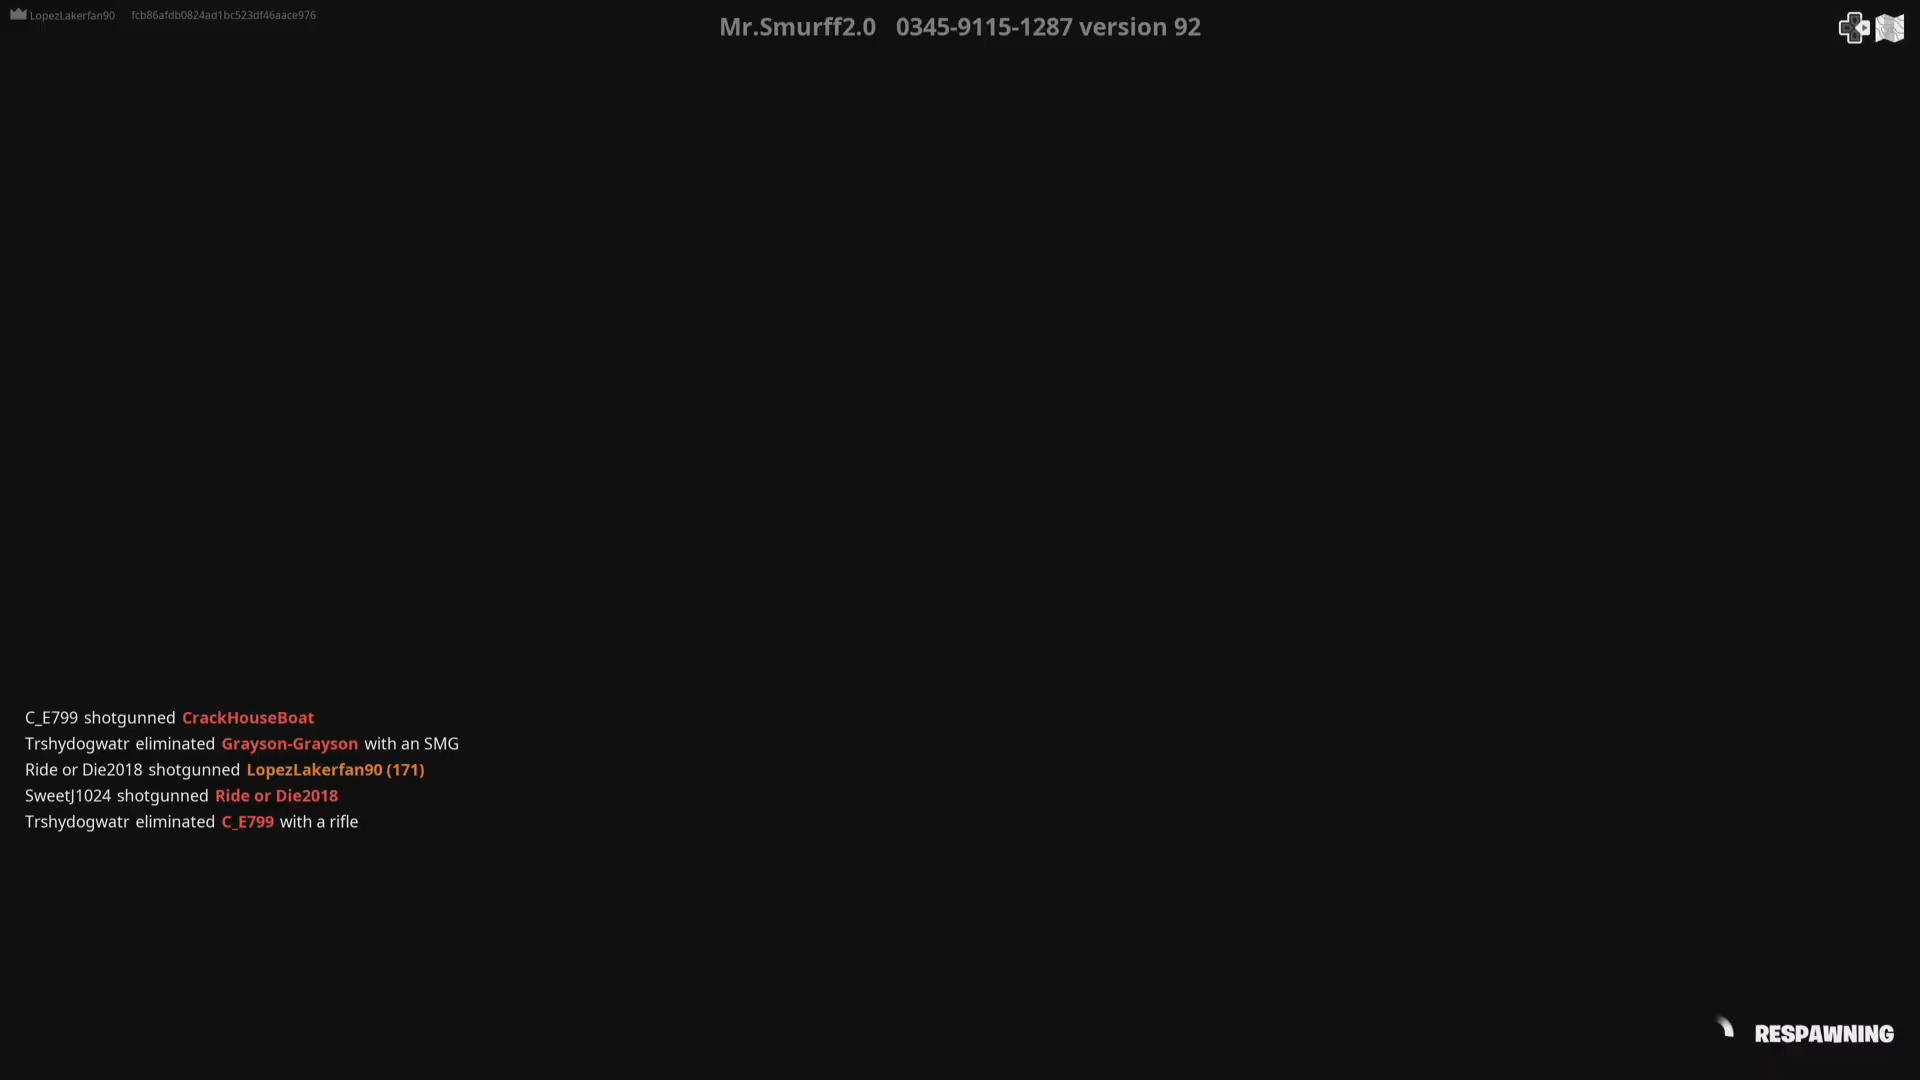 LopezLakerfan90 fcb86afdb0824ad1bc523df46aace976
Mr.Smurff2.0 0345-9115-1287 version 92
C_E799 shotgunned CrackHouseBoat
Trshydogwatr eliminated Grayson-Grayson with an SMG
Ride or Die2018 shotgunned LopezLakerfan90 (171)
SweetJ1024 shotgunned Ride or Die2018
Trshydogwatr eliminated C_E799 with a rifle
RESPAWNING